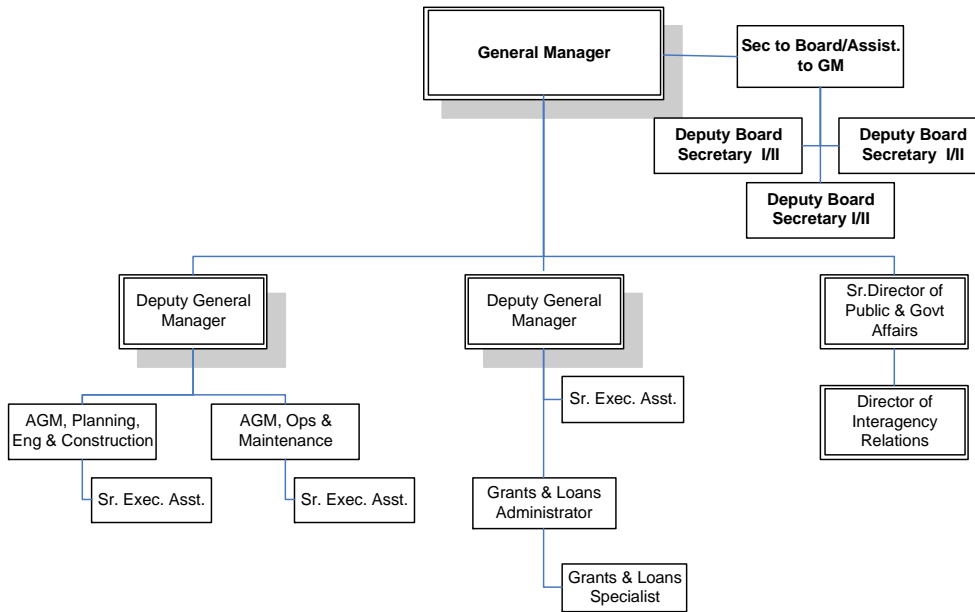 General Manager
Sec to Board/Assist.
to GM
Deputy Board
Secretary I/II
Deputy Board
Secretary I/II
Deputy Board
Secretary I/II
Deputy General
Manager
Deputy General
Manager
Sr.Director of
Public & Govt
Affairs
AGM, Planning,
Eng & Construction
AGM, Ops &
Maintenance
Sr. Exec. Asst.
Director of
Interagency
Relations
Sr. Exec. Asst.
Sr. Exec. Asst.
Grants & Loans
Administrator
Grants & Loans
Specialist